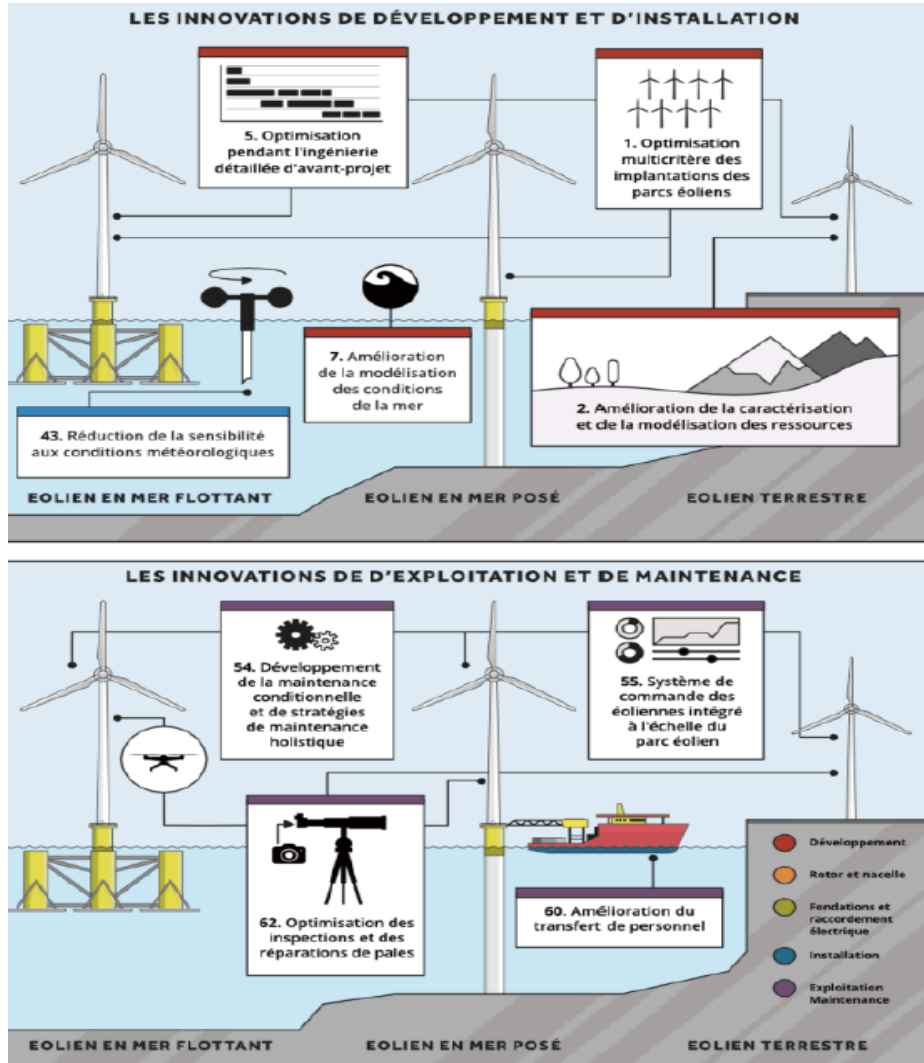 LES INNOVATIONS DE DÉVELOPPEMENT ET D'INSTALLATION
5. Optimisation
pendant l'ingénierie
détaillée d'avant-projet
1. Optimisation
multicritère des
implantations des
parcs éoliens
7. Amélioration
de la modélisation
des conditions
de la mer
2. Amélioration de la caractérisation
et de la modélisation des ressources
43. Réduction de la sensibilité
aux conditions météorologiques
EOLIEN EN MER FLOTTANT
EOLIEN EN MER POSÉ
EOLIEN TERRESTRE
LES INNOVATIONS DE D'EXPLOITATION ET DE MAINTENANCE
54. Développement
de la maintenance
conditionnelle
et de stratégies
de maintenance
holistique
55. Système de
commande des
éoliennes intégré
à l'échelle du
parc éolien
62. Optimisation des
inspections et des
réparations de pales
60. Amélioration du
transfert de personnel
Développement
Rotor et nacelle
Fondations et
raccordement
électrique
Installation
Exploitation
Maintenance
EOLIEN EN MER FLOTTANT
EOLIEN EN MER POSÉ
EOLIEN TERRESTRE